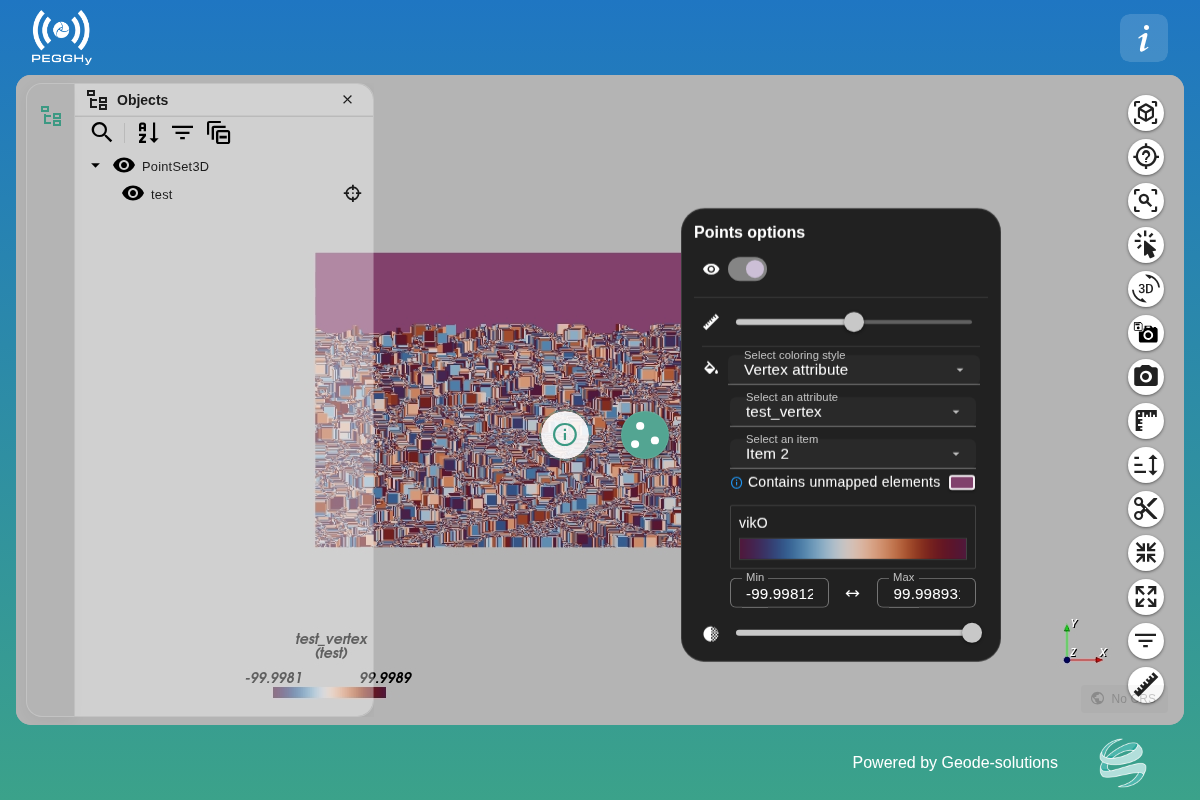 PEGGHy
i
Objects
A
Z
PointSet3D
test
Points options
Select coloring style
Vertex attribute
Select an attribute
test_vertex
Select an item
Item 2
Contains unmapped elements
vikO
Min
-99.99812
Max
99.99893
3D
test_vertex
(test)
-99.9981
99.9989
Y
Z
X
No CRS
Powered by Geode-solutions